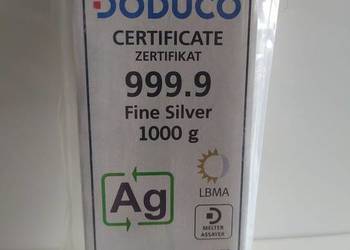 DODUCO
CERTIFICATE
ZERTIFIKAT
999.9
Fine Silver
1000 g
Ag
LBMA
D
MELTER
ASSAYER